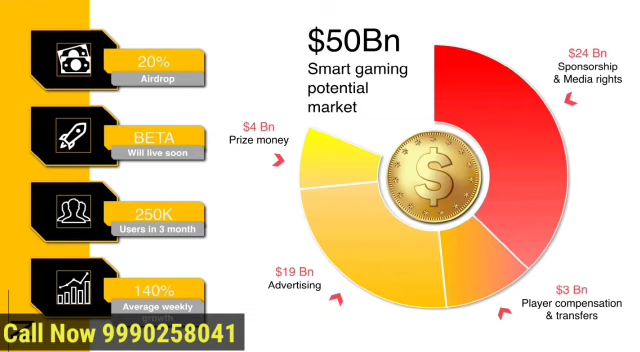 20%
Airdrop
BETA
Will live soon
250K
Users in 3 month
140%
Average weekly
growth
Call Now 9990258041
$50Bn
Smart gaming
potential
market
$4 Bn
Prize money
$19 Bn
Advertising
$24 Bn
Sponsorship
& Media rights
$3 Bn
Player compensation
& transfers
$